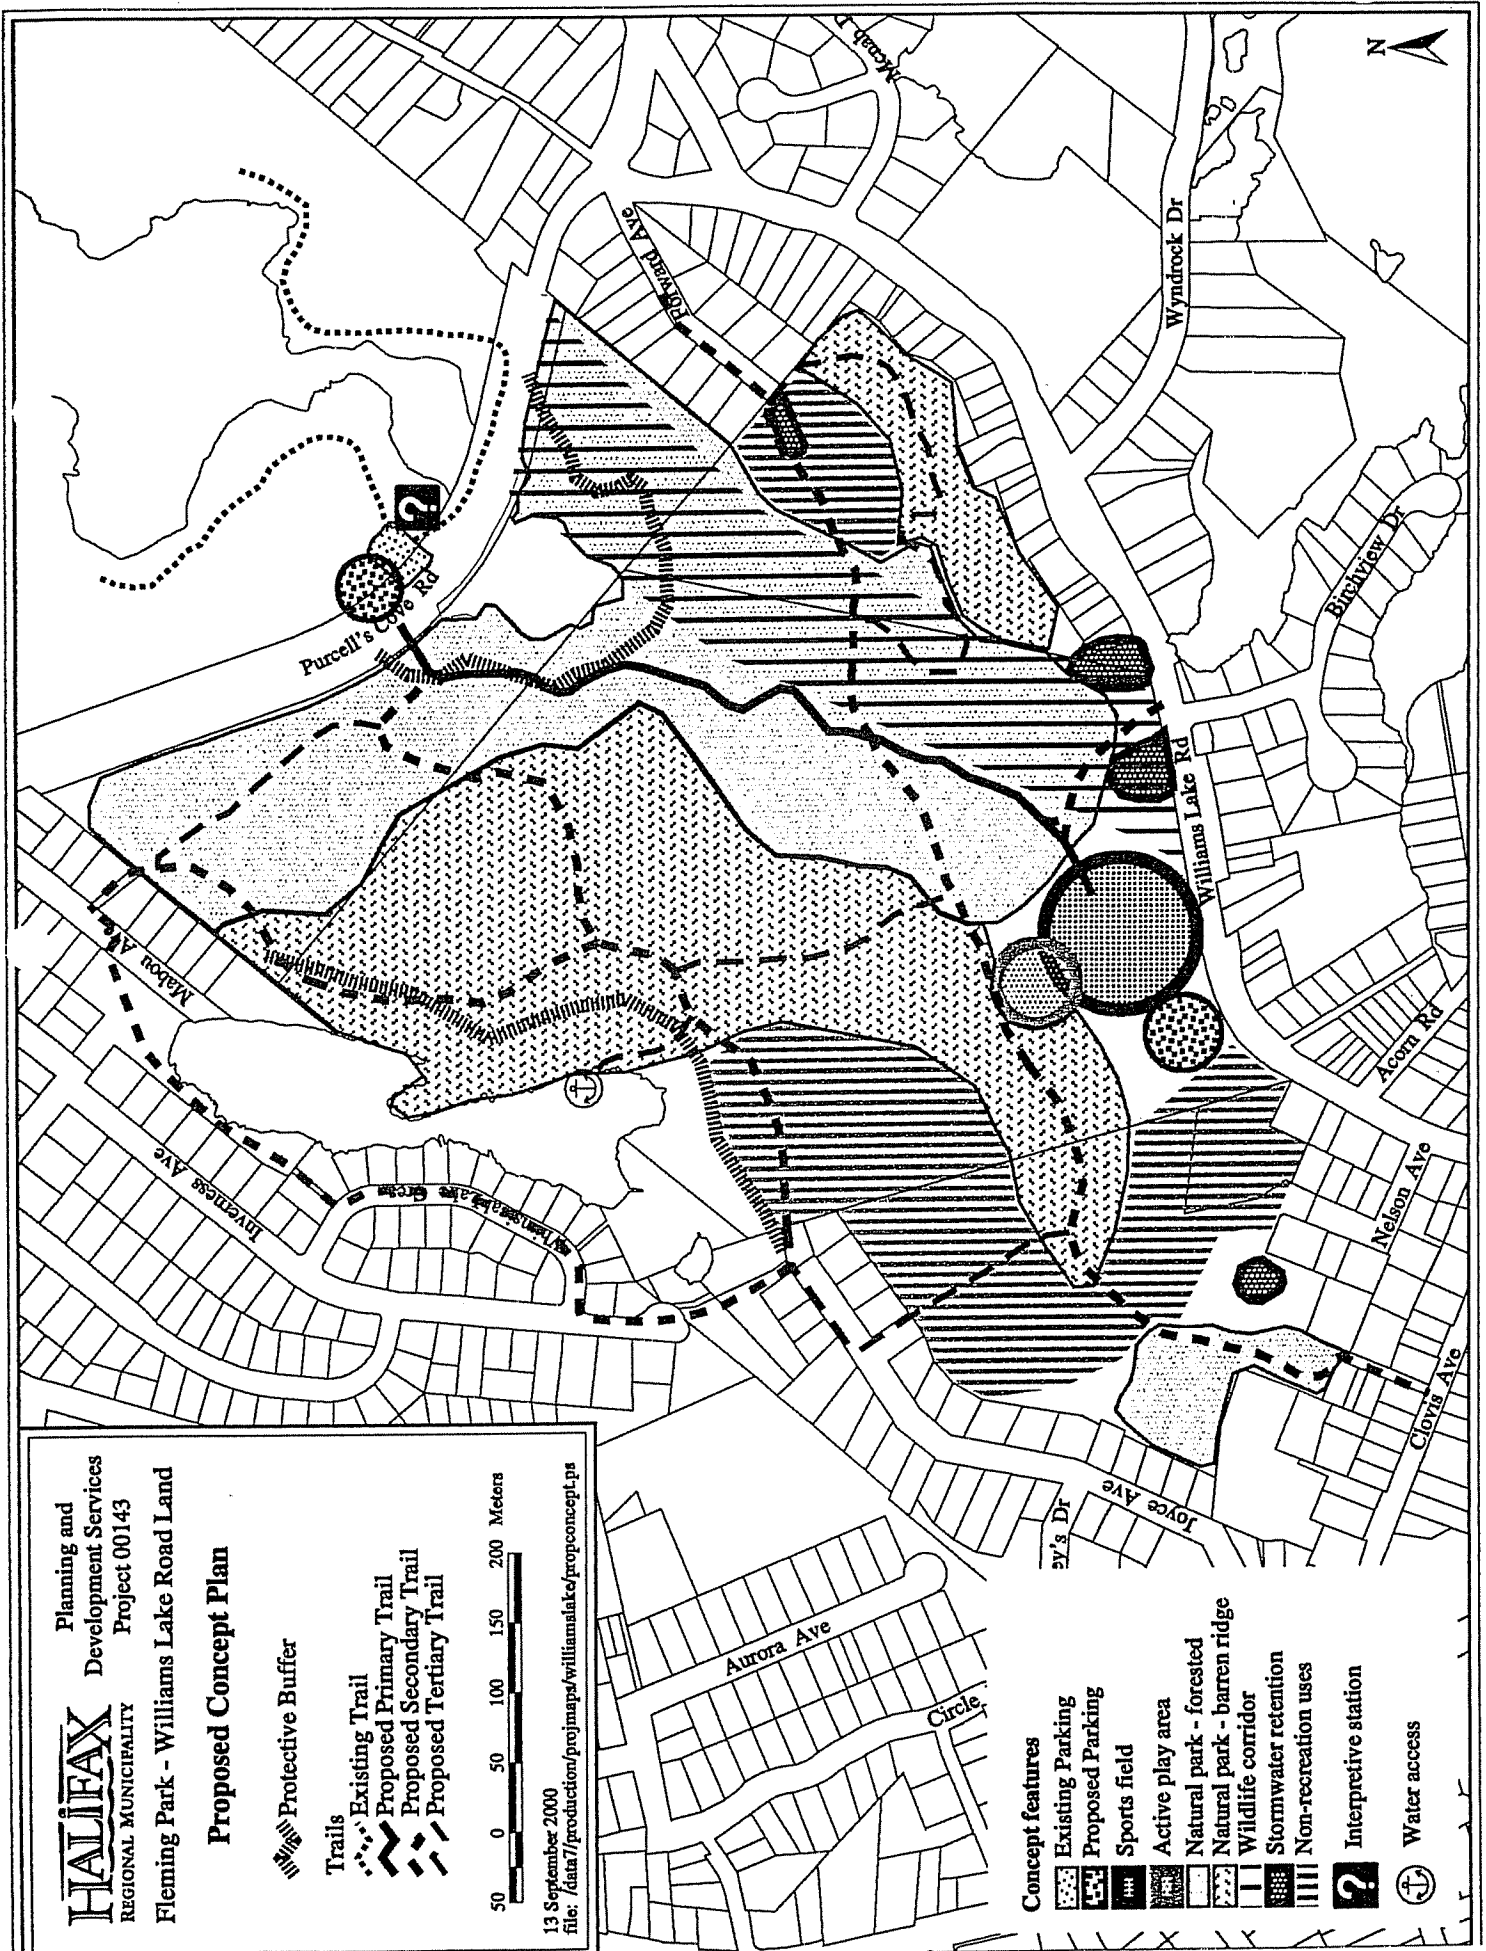 HALIFAX
REGIONAL MUNICIPALITY
Planning and
Development Services
Project 00143
Fleming Park - Williams Lake Road Land
Proposed Concept Plan
Protective Buffer
Trails
Existing Trail
Proposed Primary Trail
Proposed Secondary Trail
Proposed Tertiary Trail
50 0 50 100 150 200 Meters
13 September 2000
file: /data7/production/projmaps/williamslake/propconcept.ps
Concept features
Existing Parking
Proposed Parking
Sports field
Active play area
Natural park - forested
Natural park - barren ridge
Wildlife corridor
Stormwater retention
Non-recreation uses
? Interpretive station
Water access
N
Purcell's Cove Rd
?
Forward Ave
Wyndrock Dr
Birchview Dr
Williams Lake Rd
Acorn Rd
Nelson Ave
Clovis Ave
Joyce Ave
ey's Dr
Mabou Ave
Inverness Ave
Aurora Ave
Circle